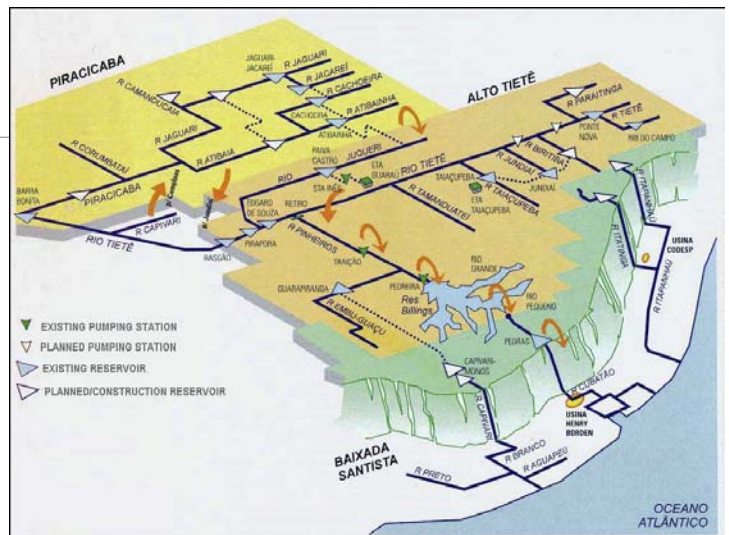 PIRACICABA
JAGUARI-
JACAREÍ
R JAGUARI
R JACAREÍ
R CACHOEIRA
R CAMANDUCAIA
CACHOEIRA
R ATIBAINHA
ATIBAINHA
R JAGUARI
R CORUMBATAÍ
R ATIBAIA
PIRACICABA
BARRA
BONITA
R CAPIVARI
RIO TIETÊ
ALTO TIETÊ
R PARAITINGA
R TIETÊ
PONTE
NOVA
RIB DO CAMPO
R BIRITIBA
R JUNDIAÍ
JUNDIAÍ
TAIAÇUPEBA
R TAIAÇUPEBA
ETA
TAIAÇUPEBA
JUQUERI
RIO
PAIVA
CASTRO
ETA
GUARAÚ
STA INÊS
RIO TIETÊ
R TAMANDUATEÍ
EDGARD
DE SOUZA
RETIRO
PIRAPORA
RASGÃO
R PINHEIROS
TRAIÇÃO
PEDREIRA
GUARAPIRANGA
R EMBU-GUAÇU
Res
Billings
RIO
GRANDE
RIO
PEQUENO
PEDRAS
CAPIVARI-
MONOS
R CAPIVARI
R CUBATÃO
USINA
HENRY
BORDEN
R ITAPANHAÚ
R ITATINGA
USINA
CODESP
R ITAPANHAÚ
EXISTING PUMPING STATION
PLANNED PUMPING STATION
EXISTING RESERVOIR
PLANNED/CONSTRUCTION RESERVOIR
BAIXADA
SANTISTA
R BRANCO
R PRETO
R AGUAPEÚ
OCEANO
ATLÂNTICO